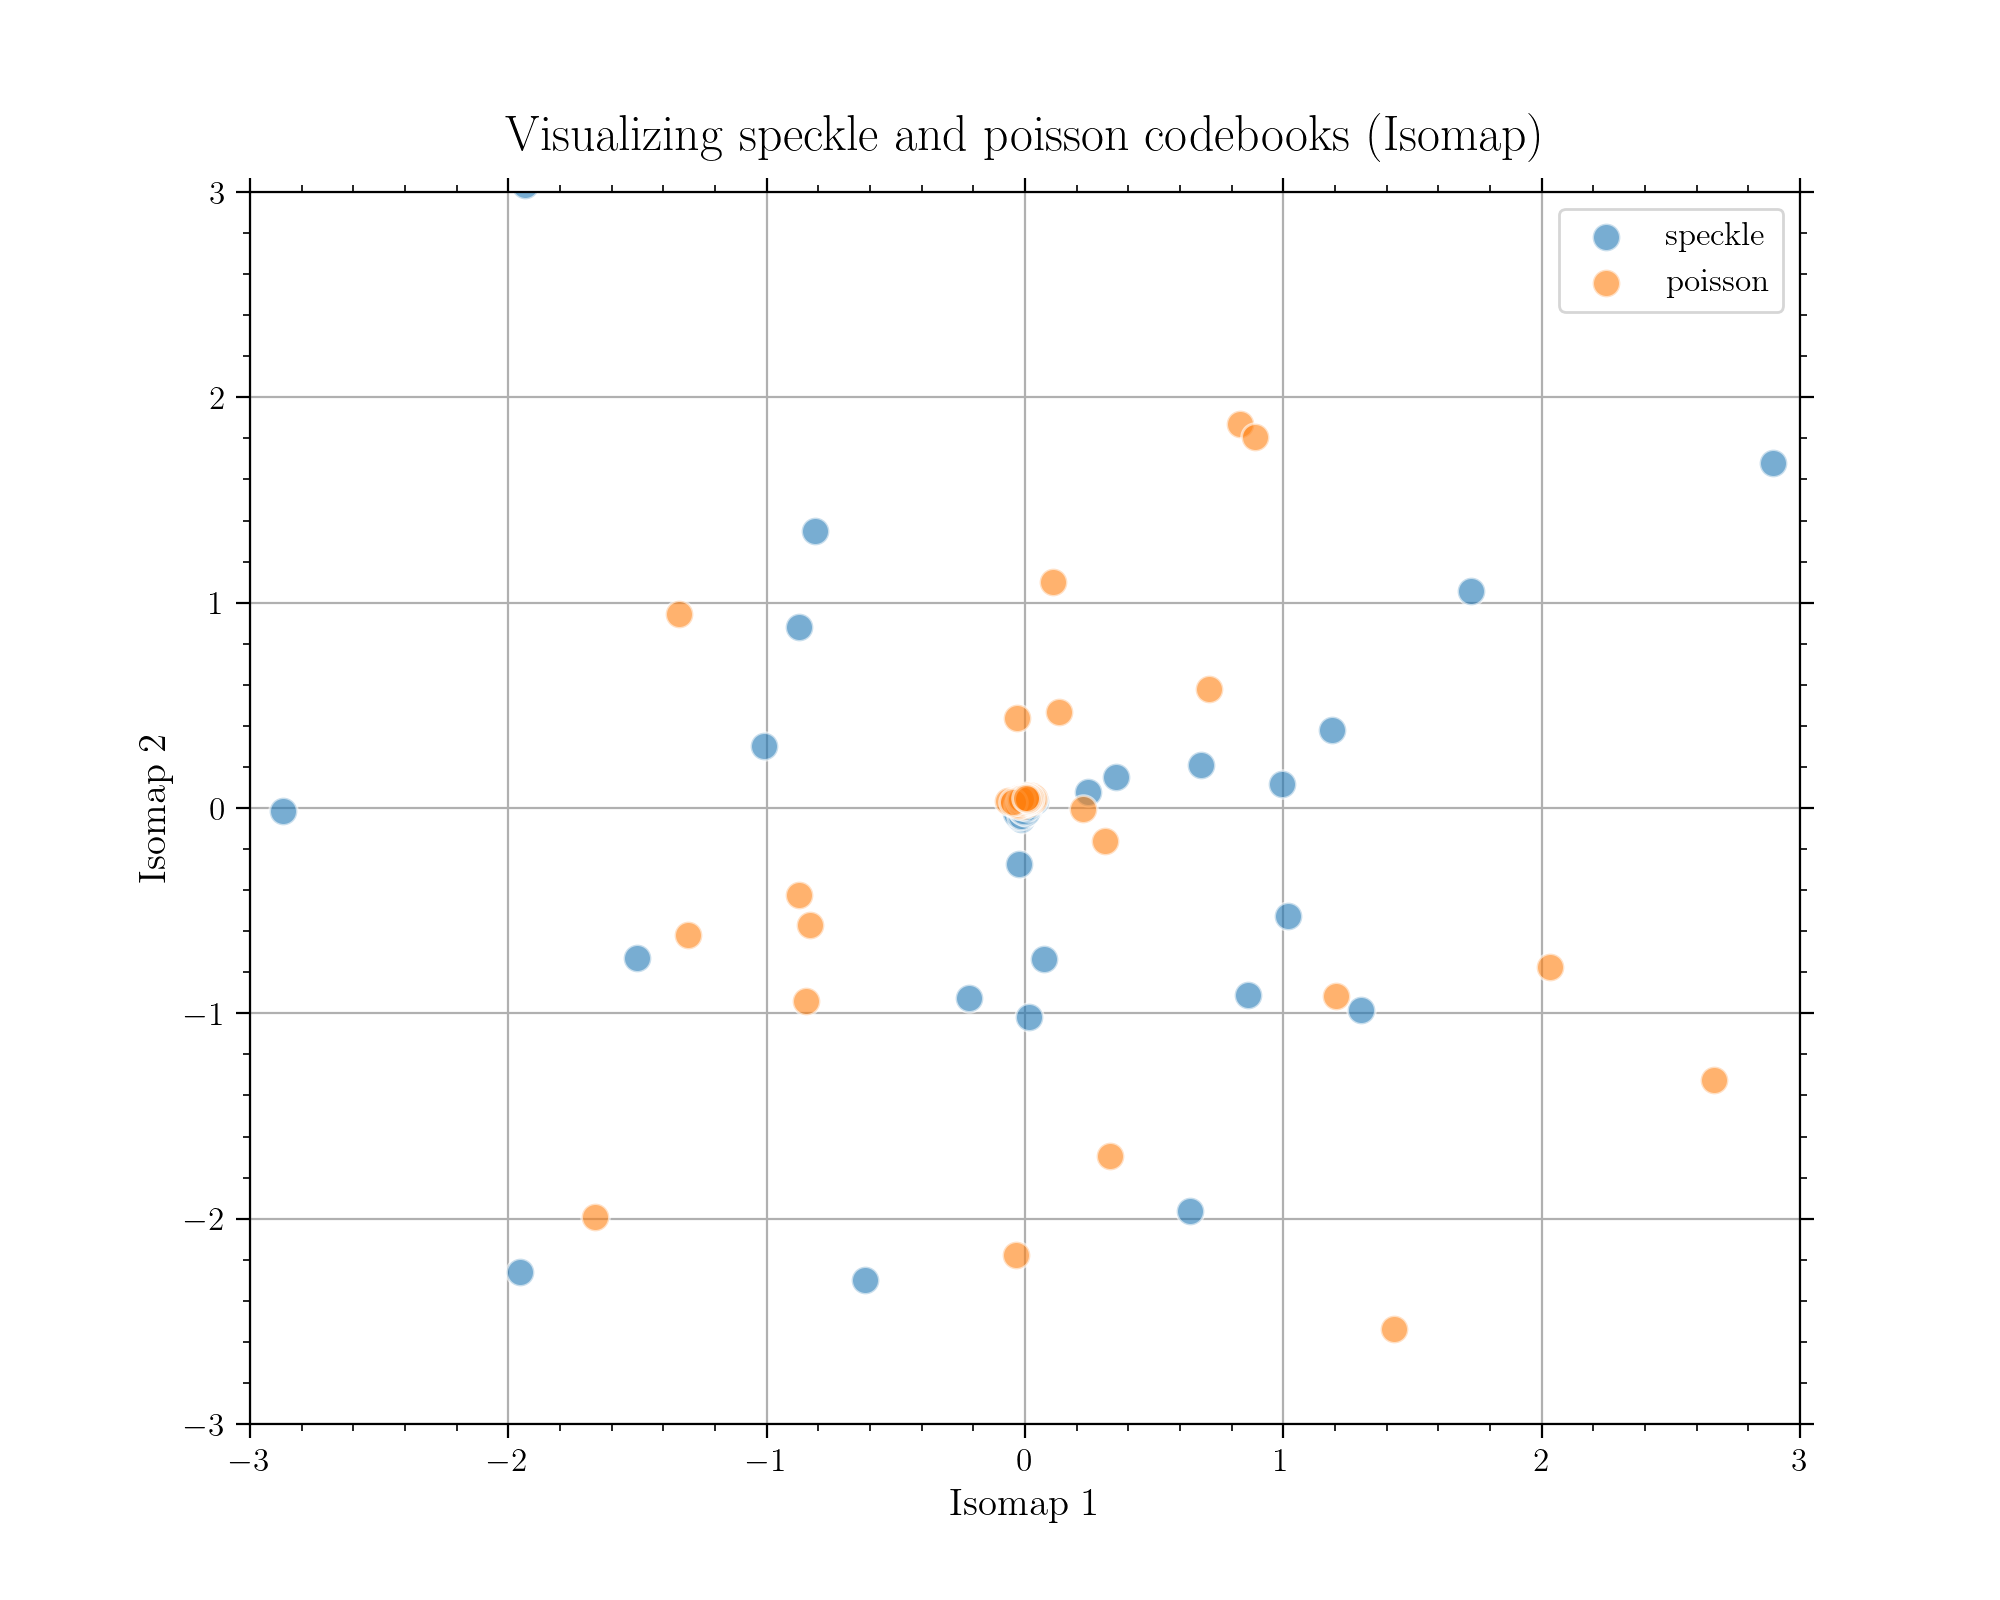 Visualizing speckle and poisson codebooks (Isomap)
speckle
poisson
3
2
1
0
−1
−2
−3
Isomap 2
−3
−2
−1
0
1
2
3
Isomap 1